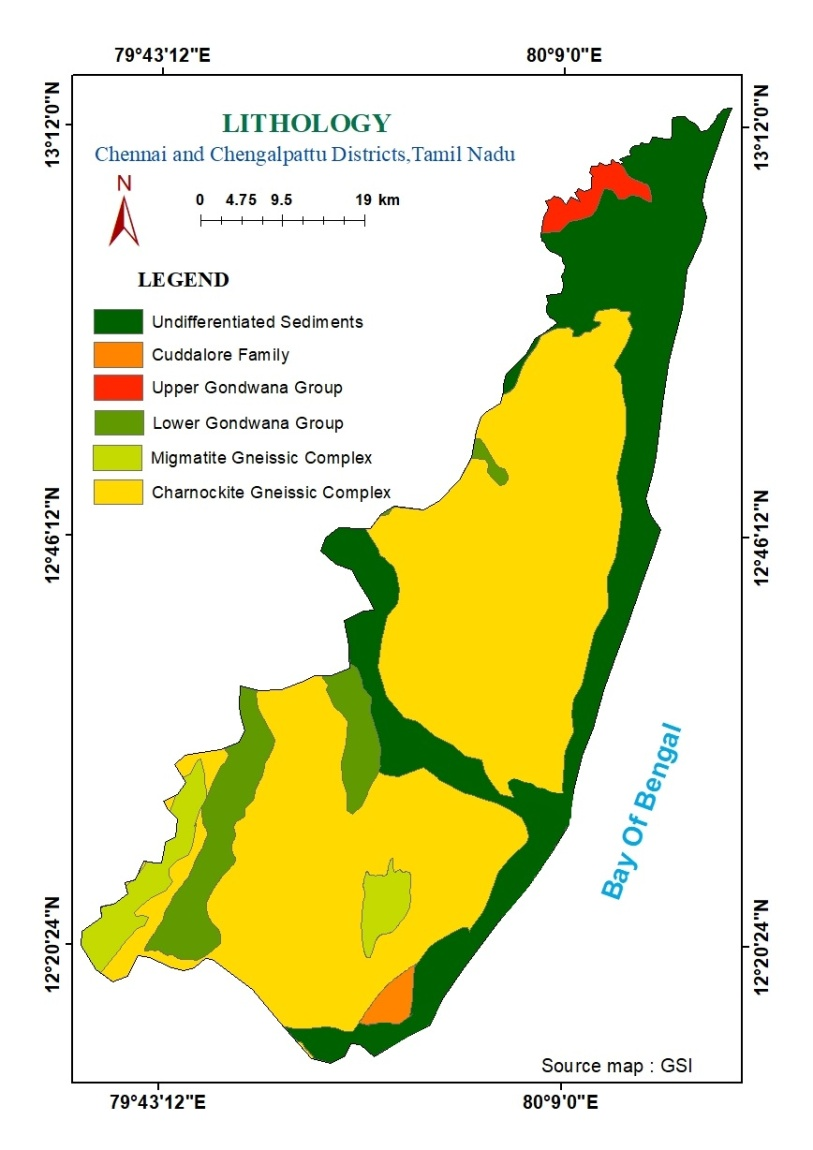 79°43'12"E 80°9'0"E
13°12'0"N 13°12'0"N
LITHOLOGY
Chennai and Chengalpattu Districts,Tamil Nadu
N
0 4.75 9.5 19 km
LEGEND
Undifferentiated Sediments
Cuddalore Family
Upper Gondwana Group
Lower Gondwana Group
Migmatite Gneissic Complex
Charnockite Gneissic Complex
12°46'12"N 12°46'12"N
Bay Of Bengal
12°20'24"N 12°20'24"N
Source map : GSI
79°43'12"E 80°9'0"E